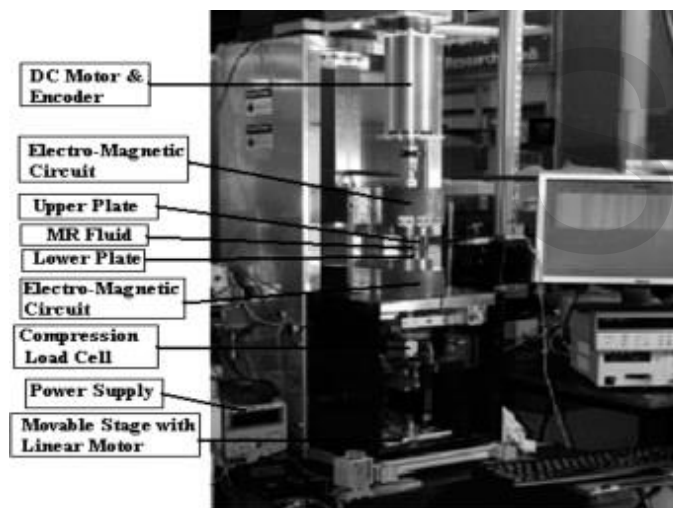 DC Motor &
Encoder
Electro-Magnetic
Circuit
Upper Plate
MR Fluid
Lower Plate
Electro-Magnetic
Circuit
Compression
Load Cell
Power Supply
Movable Stage with
Linear Motor